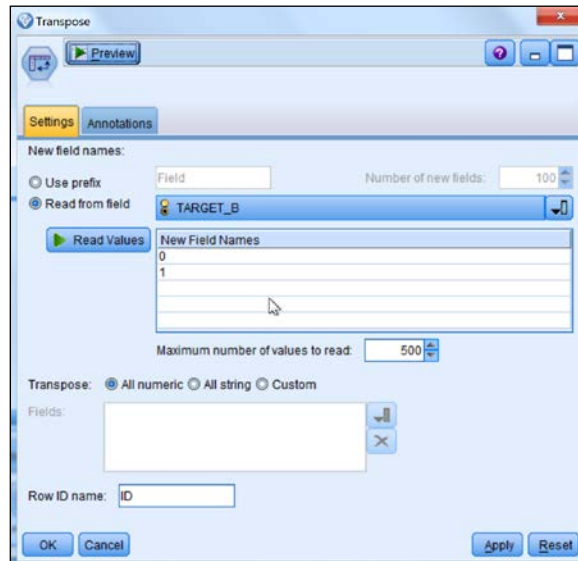 Transpose
Preview
Settings Annotations
New field names:
Use prefix Field Number of new fields: 100
Read from field TARGET_B
Read Values New Field Names
0
1
Maximum number of values to read: 500
Transpose: All numeric All string Custom
Fields:
Row ID name: ID
OK Cancel Apply Reset